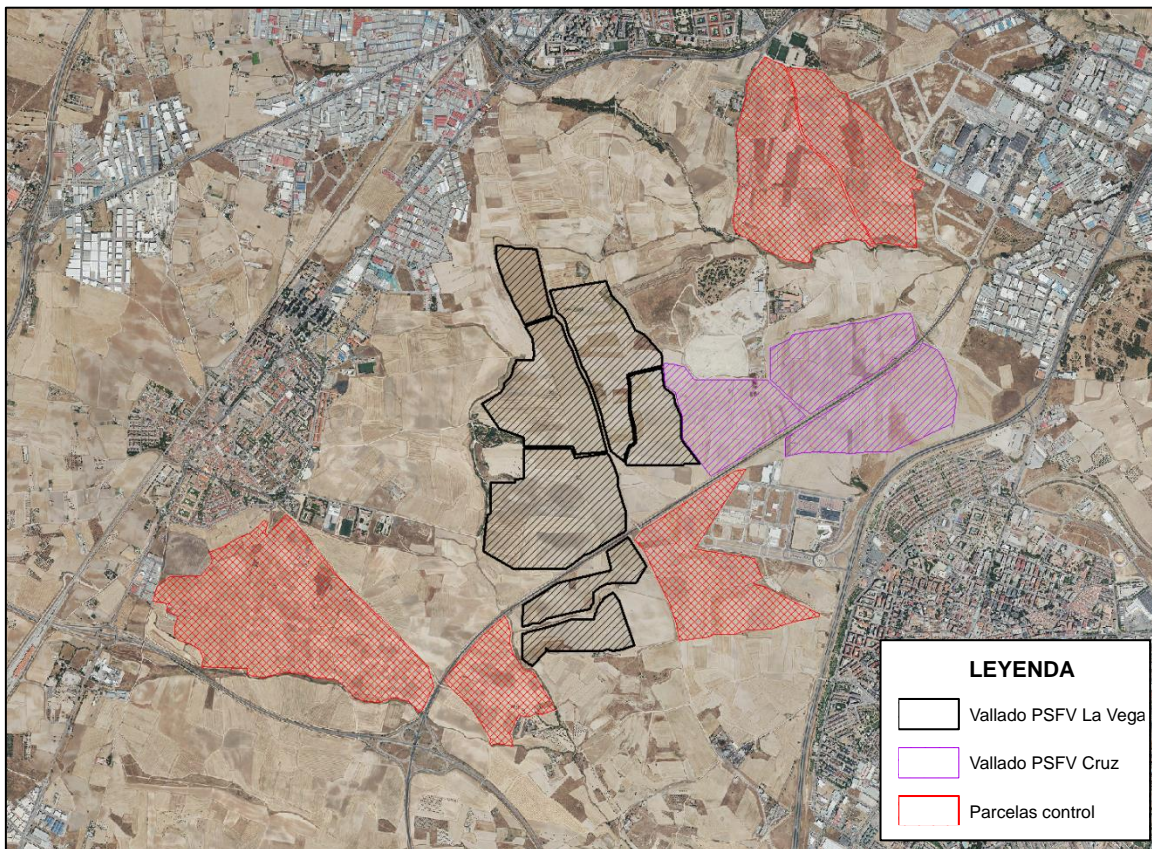 LEYENDA
Vallado PSFV La Vega
Vallado PSFV Cruz
Parcelas control